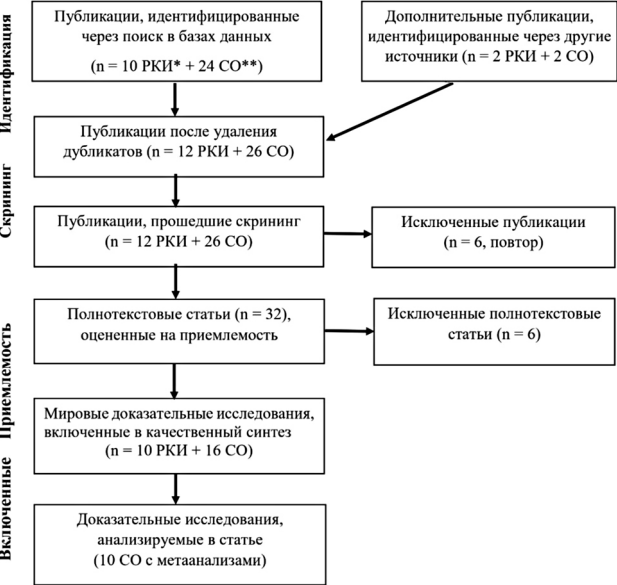 Идентификация
Публикации, идентифицированные
через поиск в базах данных
(n = 10 РКИ* + 24 СО**)
Дополнительные публикации,
идентифицированные через другие
источники (n = 2 РКИ + 2 СО)
Публикации после удаления
дубликатов (n = 12 РКИ + 26 СО)
Скрининг
Публикации, прошедшие скрининг
(n = 12 РКИ + 26 СО)
Исключенные публикации
(n = 6, повтор)
Приемлемость
Полнотекстовые статьи (n = 32),
оцененные на приемлемость
Исключенные полнотекстовые
статьи (n = 6)
Включенные
Мировые доказательные исследования,
включенные в качественный синтез
(n = 10 РКИ + 16 СО)
Доказательные исследования,
анализируемые в статье
(10 СО с метаанализами)